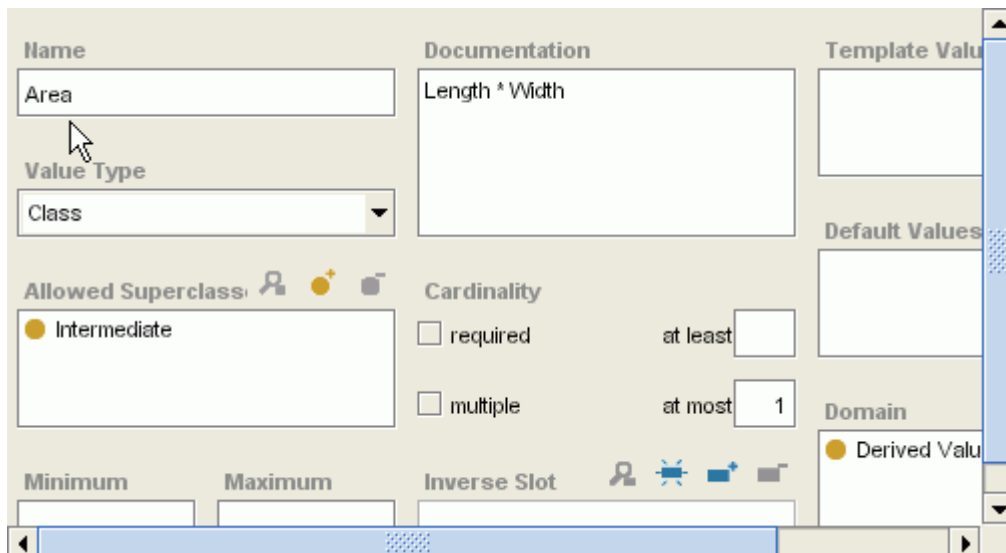 Name
Documentation
Template Valu
Area
Length * Width
Value Type
Class
Default Values
Allowed Superclass
Cardinality
Intermediate
required
at least
multiple
at most
1
Domain
Derived Valu
Minimum
Maximum
Inverse Slot